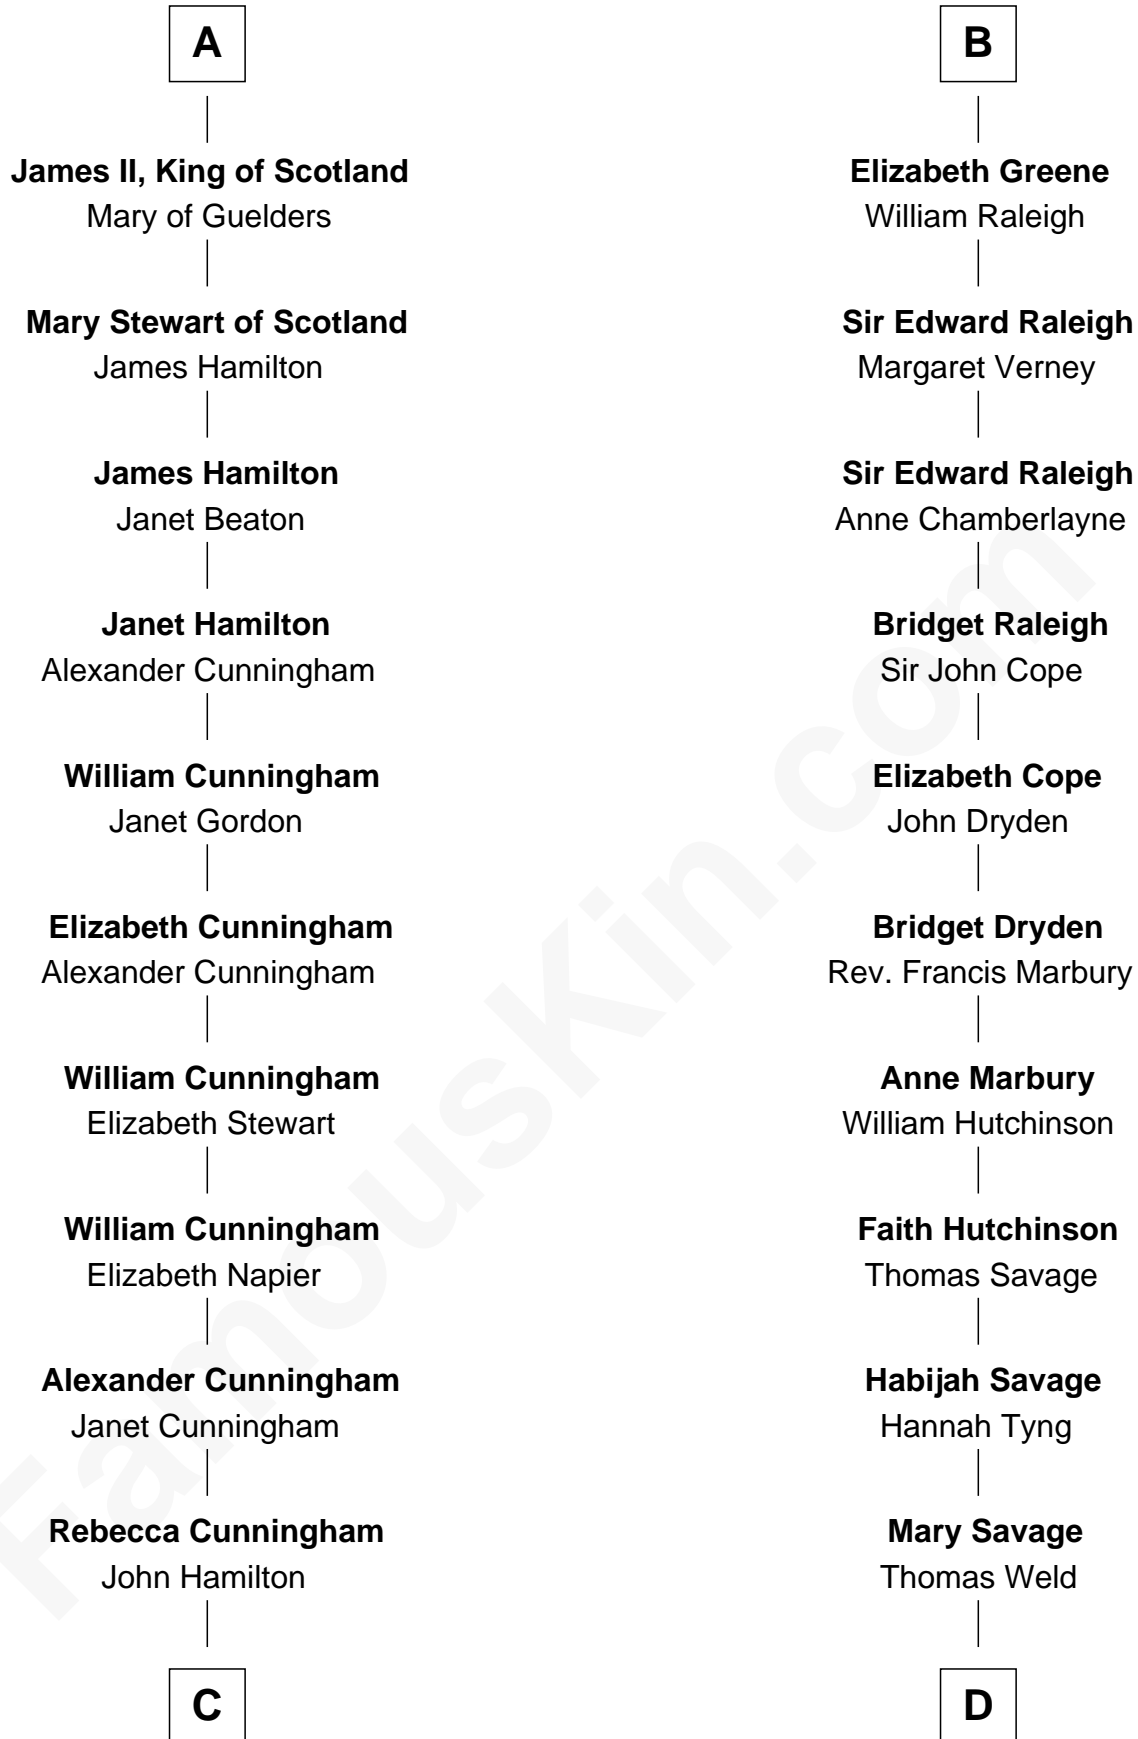 A
James II, King of Scotland
Mary of Guelders
Mary Stewart of Scotland
James Hamilton
James Hamilton
Janet Beaton
Janet Hamilton
Alexander Cunningham
William Cunningham
Janet Gordon
Elizabeth Cunningham
Alexander Cunningham
William Cunningham
Elizabeth Stewart
William Cunningham
Elizabeth Napier
Alexander Cunningham
Janet Cunningham
Rebecca Cunningham
John Hamilton
C
B
Elizabeth Greene
William Raleigh
Sir Edward Raleigh
Margaret Verney
Sir Edward Raleigh
Anne Chamberlayne
Bridget Raleigh
Sir John Cope
Elizabeth Cope
John Dryden
Bridget Dryden
Rev. Francis Marbury
Anne Marbury
William Hutchinson
Faith Hutchinson
Thomas Savage
Habijah Savage
Hannah Tyng
Mary Savage
Thomas Weld
D
FamousKin.com